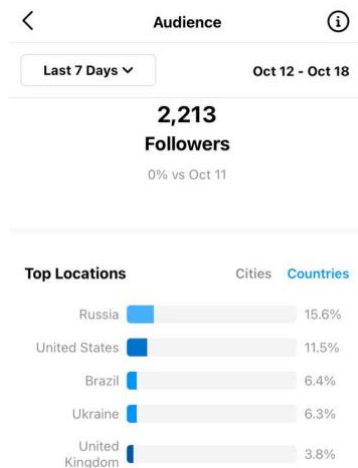 Audience
Last 7 Days
Oct 12 - Oct 18
2,213
Followers
0% vs Oct 11
Top Locations
Cities Countries
Russia 15.6%
United States 11.5%
Brazil 6.4%
Ukraine 6.3%
United
Kingdom 3.8%